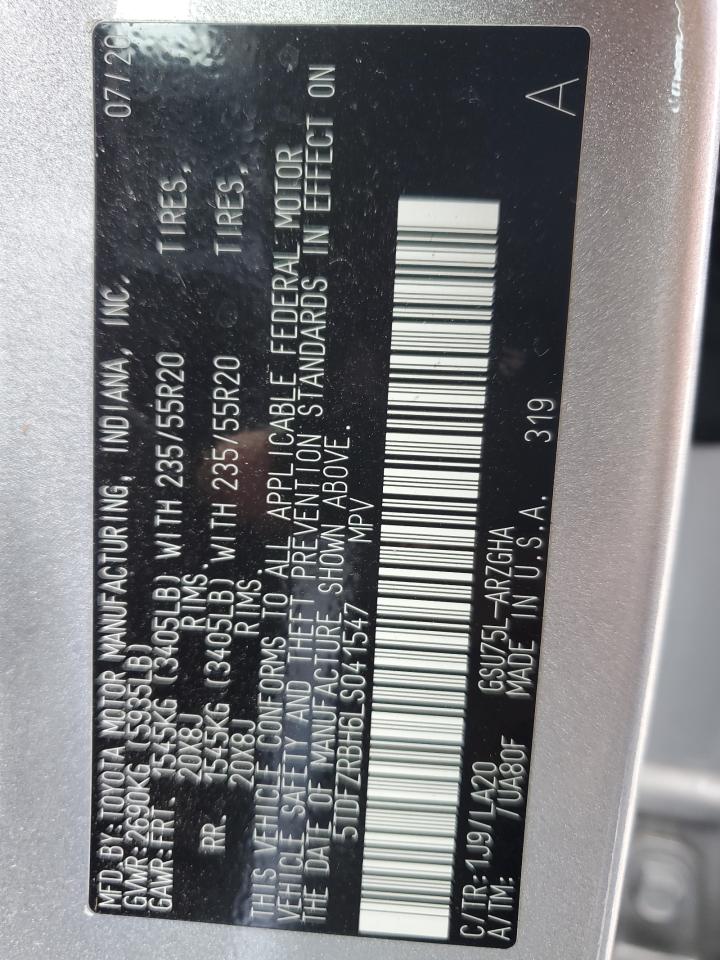 MFD.BY:TOYOTA MOTOR MANUFACTURING, INDIANA, INC. 07/20
GVWR:2690KG (5935LB)
GAWR:FRT. 1545KG (3405LB) WITH 235/55R20 TIRES,
20X8J RIMS.
RR. 1545KG (3405LB) WITH 235/55R20 TIRES,
20X8J RIMS.
THIS VEHICLE CONFORMS TO ALL APPLICABLE FEDERAL MOTOR
VEHICLE SAFETY AND THEFT PREVENTION STANDARDS IN EFFECT ON
THE DATE OF MANUFACTURE SHOWN ABOVE.
5TDFZRBH6LS041547 MPV
C/TR:1J9/LA20 GSU75L-ARZGHA
A/TM: /UA80F MADE IN U.S.A. 319 A